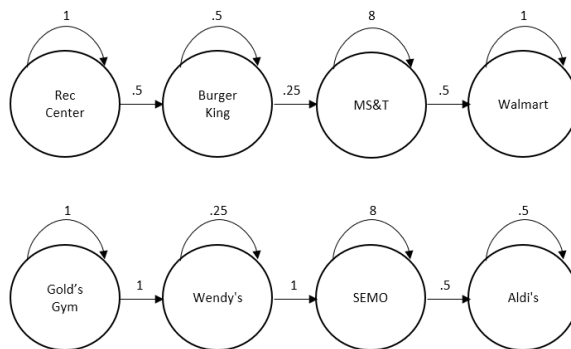 1
.5
8
1
Rec
Center
.5
Burger
King
.25
MS&T
.5
Walmart
1
.25
8
.5
Gold's
Gym
1
Wendy's
1
SEMO
.5
Aldi's